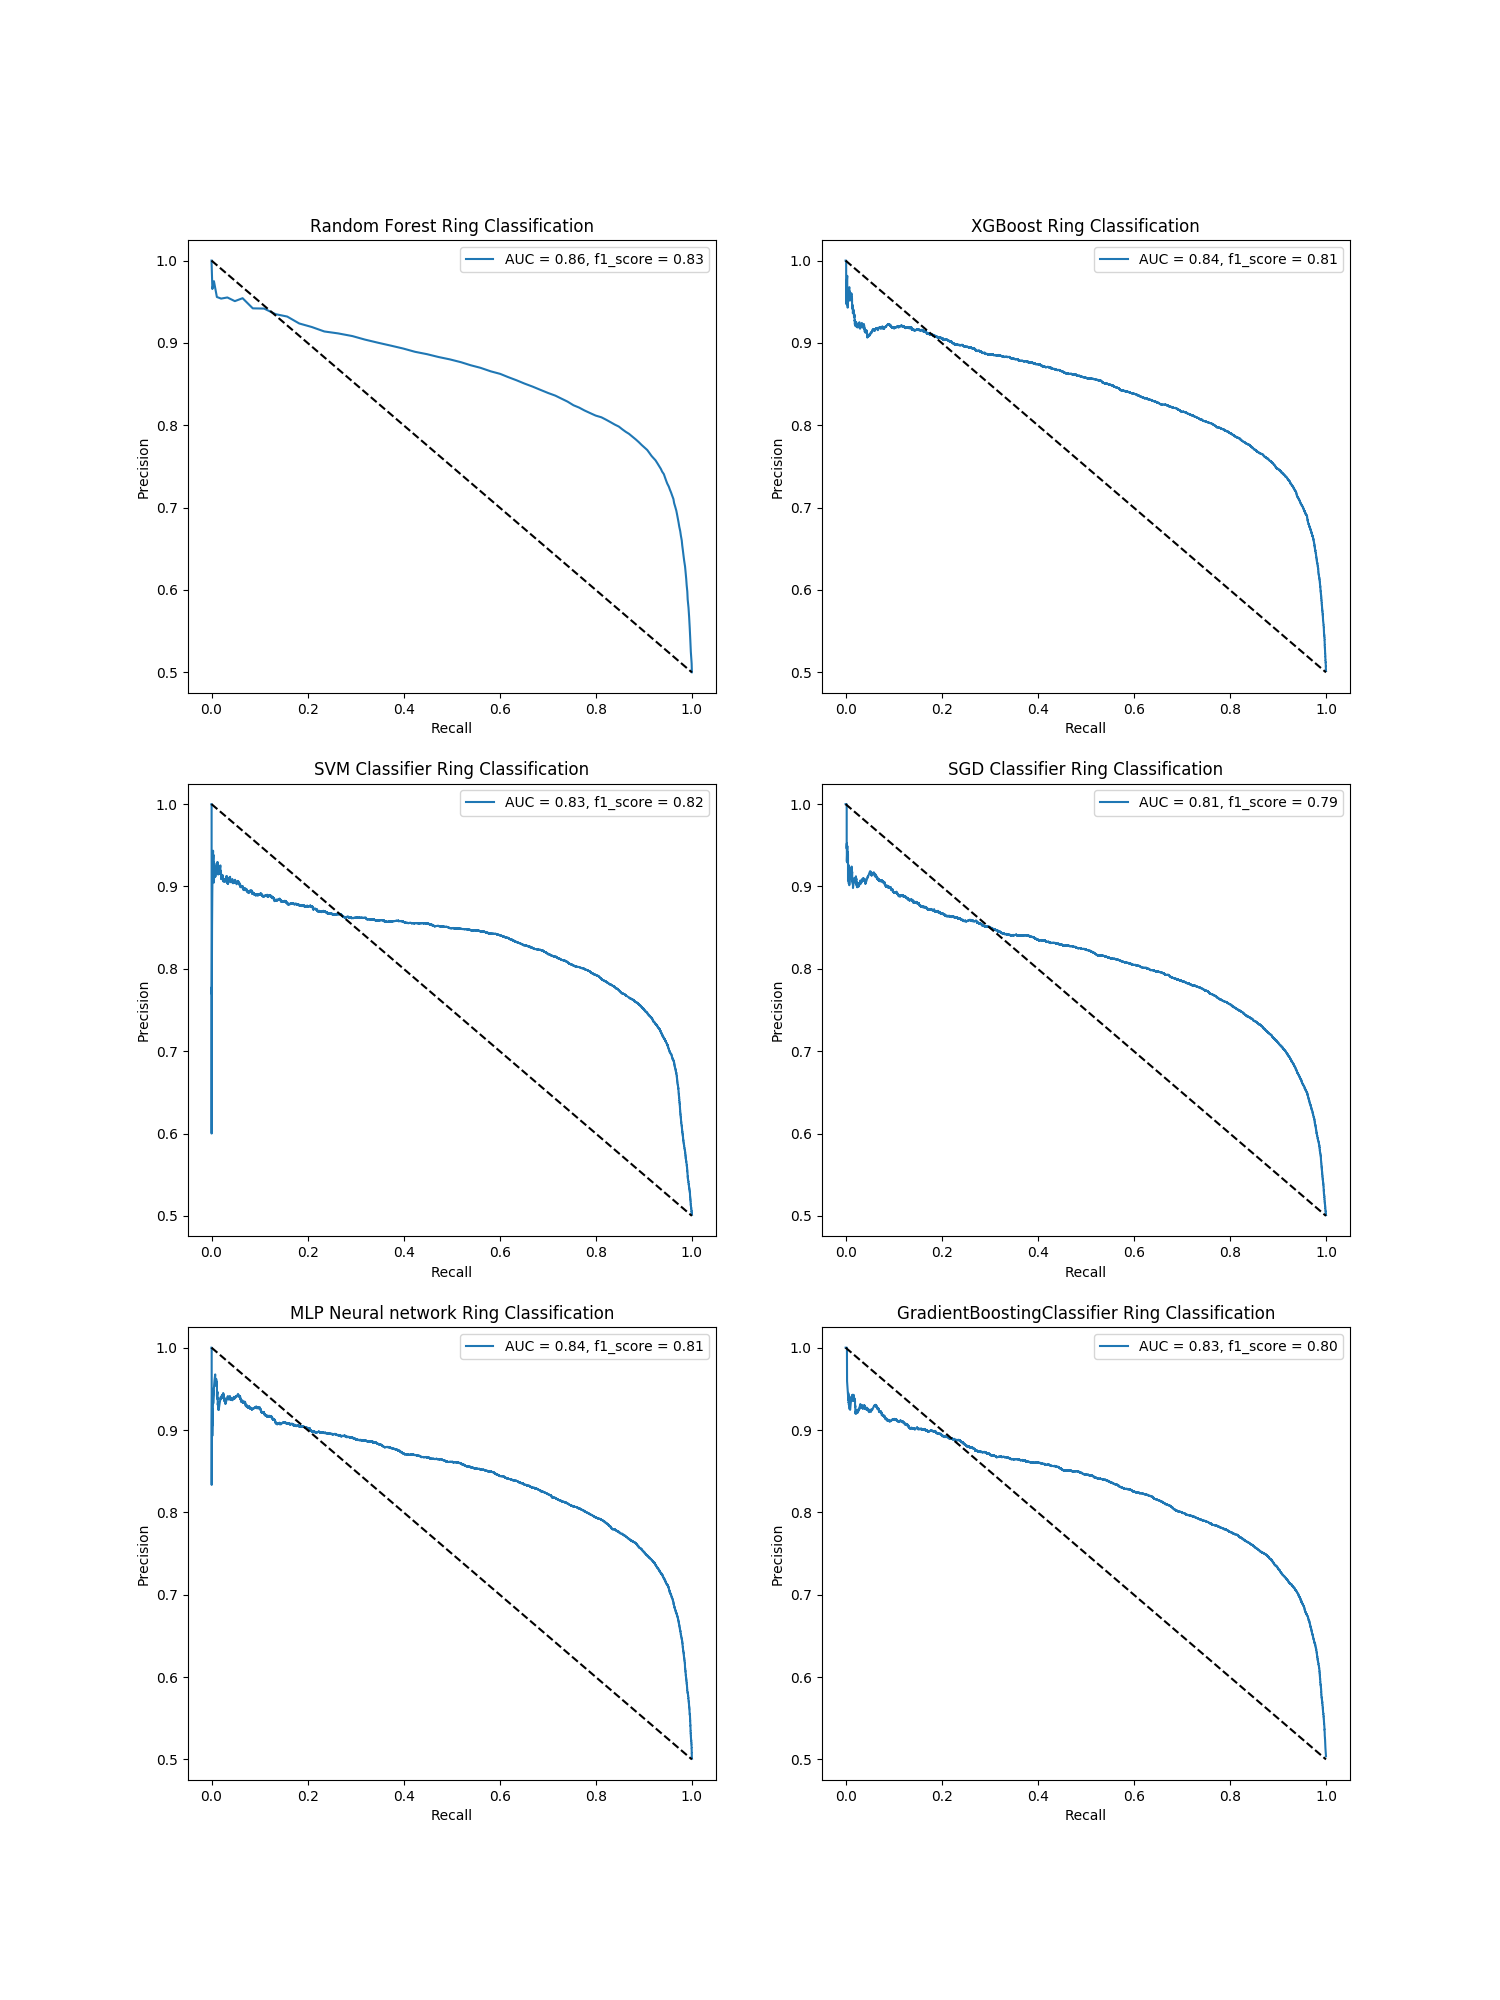 Random Forest Ring Classification
AUC = 0.86, f1_score = 0.83
1.0
0.9
0.8
0.7
0.6
0.5
Precision
0.0 0.2 0.4 0.6 0.8 1.0
Recall
XGBoost Ring Classification
AUC = 0.84, f1_score = 0.81
1.0
0.9
0.8
0.7
0.6
0.5
Precision
0.0 0.2 0.4 0.6 0.8 1.0
Recall
SVM Classifier Ring Classification
AUC = 0.83, f1_score = 0.82
1.0
0.9
0.8
0.7
0.6
0.5
Precision
0.0 0.2 0.4 0.6 0.8 1.0
Recall
SGD Classifier Ring Classification
AUC = 0.81, f1_score = 0.79
1.0
0.9
0.8
0.7
0.6
0.5
Precision
0.0 0.2 0.4 0.6 0.8 1.0
Recall
MLP Neural network Ring Classification
AUC = 0.84, f1_score = 0.81
1.0
0.9
0.8
0.7
0.6
0.5
Precision
0.0 0.2 0.4 0.6 0.8 1.0
Recall
GradientBoostingClassifier Ring Classification
AUC = 0.83, f1_score = 0.80
1.0
0.9
0.8
0.7
0.6
0.5
Precision
0.0 0.2 0.4 0.6 0.8 1.0
Recall